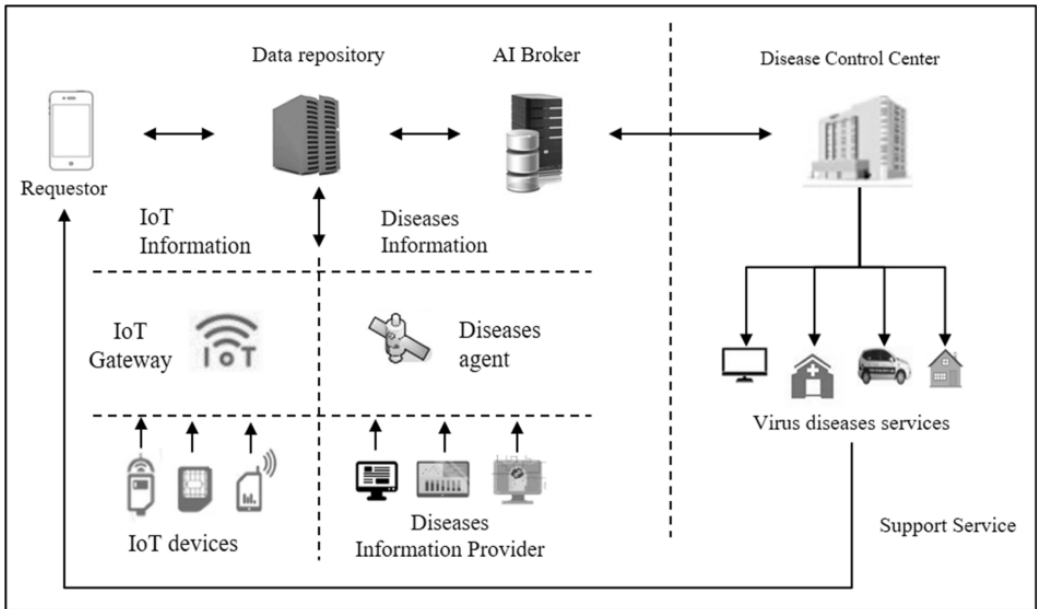 Data repository
AI Broker
Disease Control Center
Requestor
IoT
Information
Diseases
Information
IoT
Gateway
IoT
Diseases
agent
Virus diseases services
IoT devices
Diseases
Information Provider
Support Service